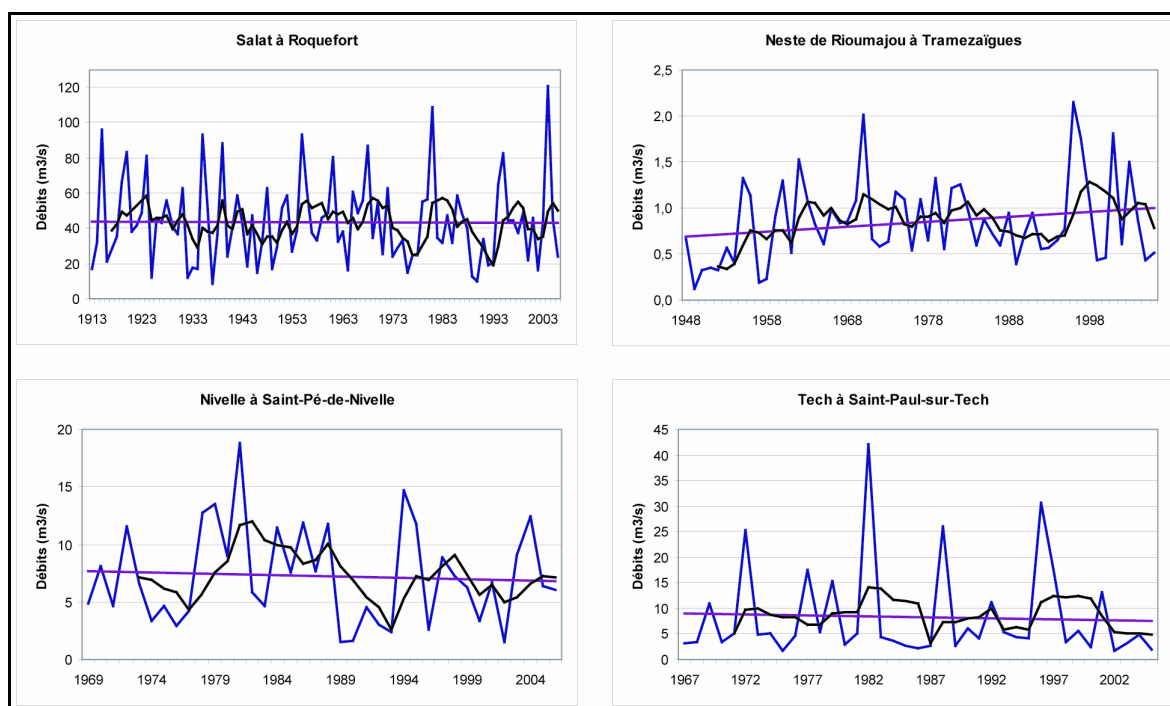 Salat à Roquefort
Débits (m3/s)
120
100
80
60
40
20
0
1913 1923 1933 1943 1953 1963 1973 1983 1993 2003
Neste de Rioumajou à Tramezaïgues
Débits (m3/s)
2,5
2,0
1,5
1,0
0,5
0,0
1948 1958 1968 1978 1988 1998
Nivelle à Saint-Pé-de-Nivelle
Débits (m3/s)
20
15
10
5
0
1969 1974 1979 1984 1989 1994 1999 2004
Tech à Saint-Paul-sur-Tech
Débits (m3/s)
45
40
35
30
25
20
15
10
5
0
1967 1972 1977 1982 1987 1992 1997 2002